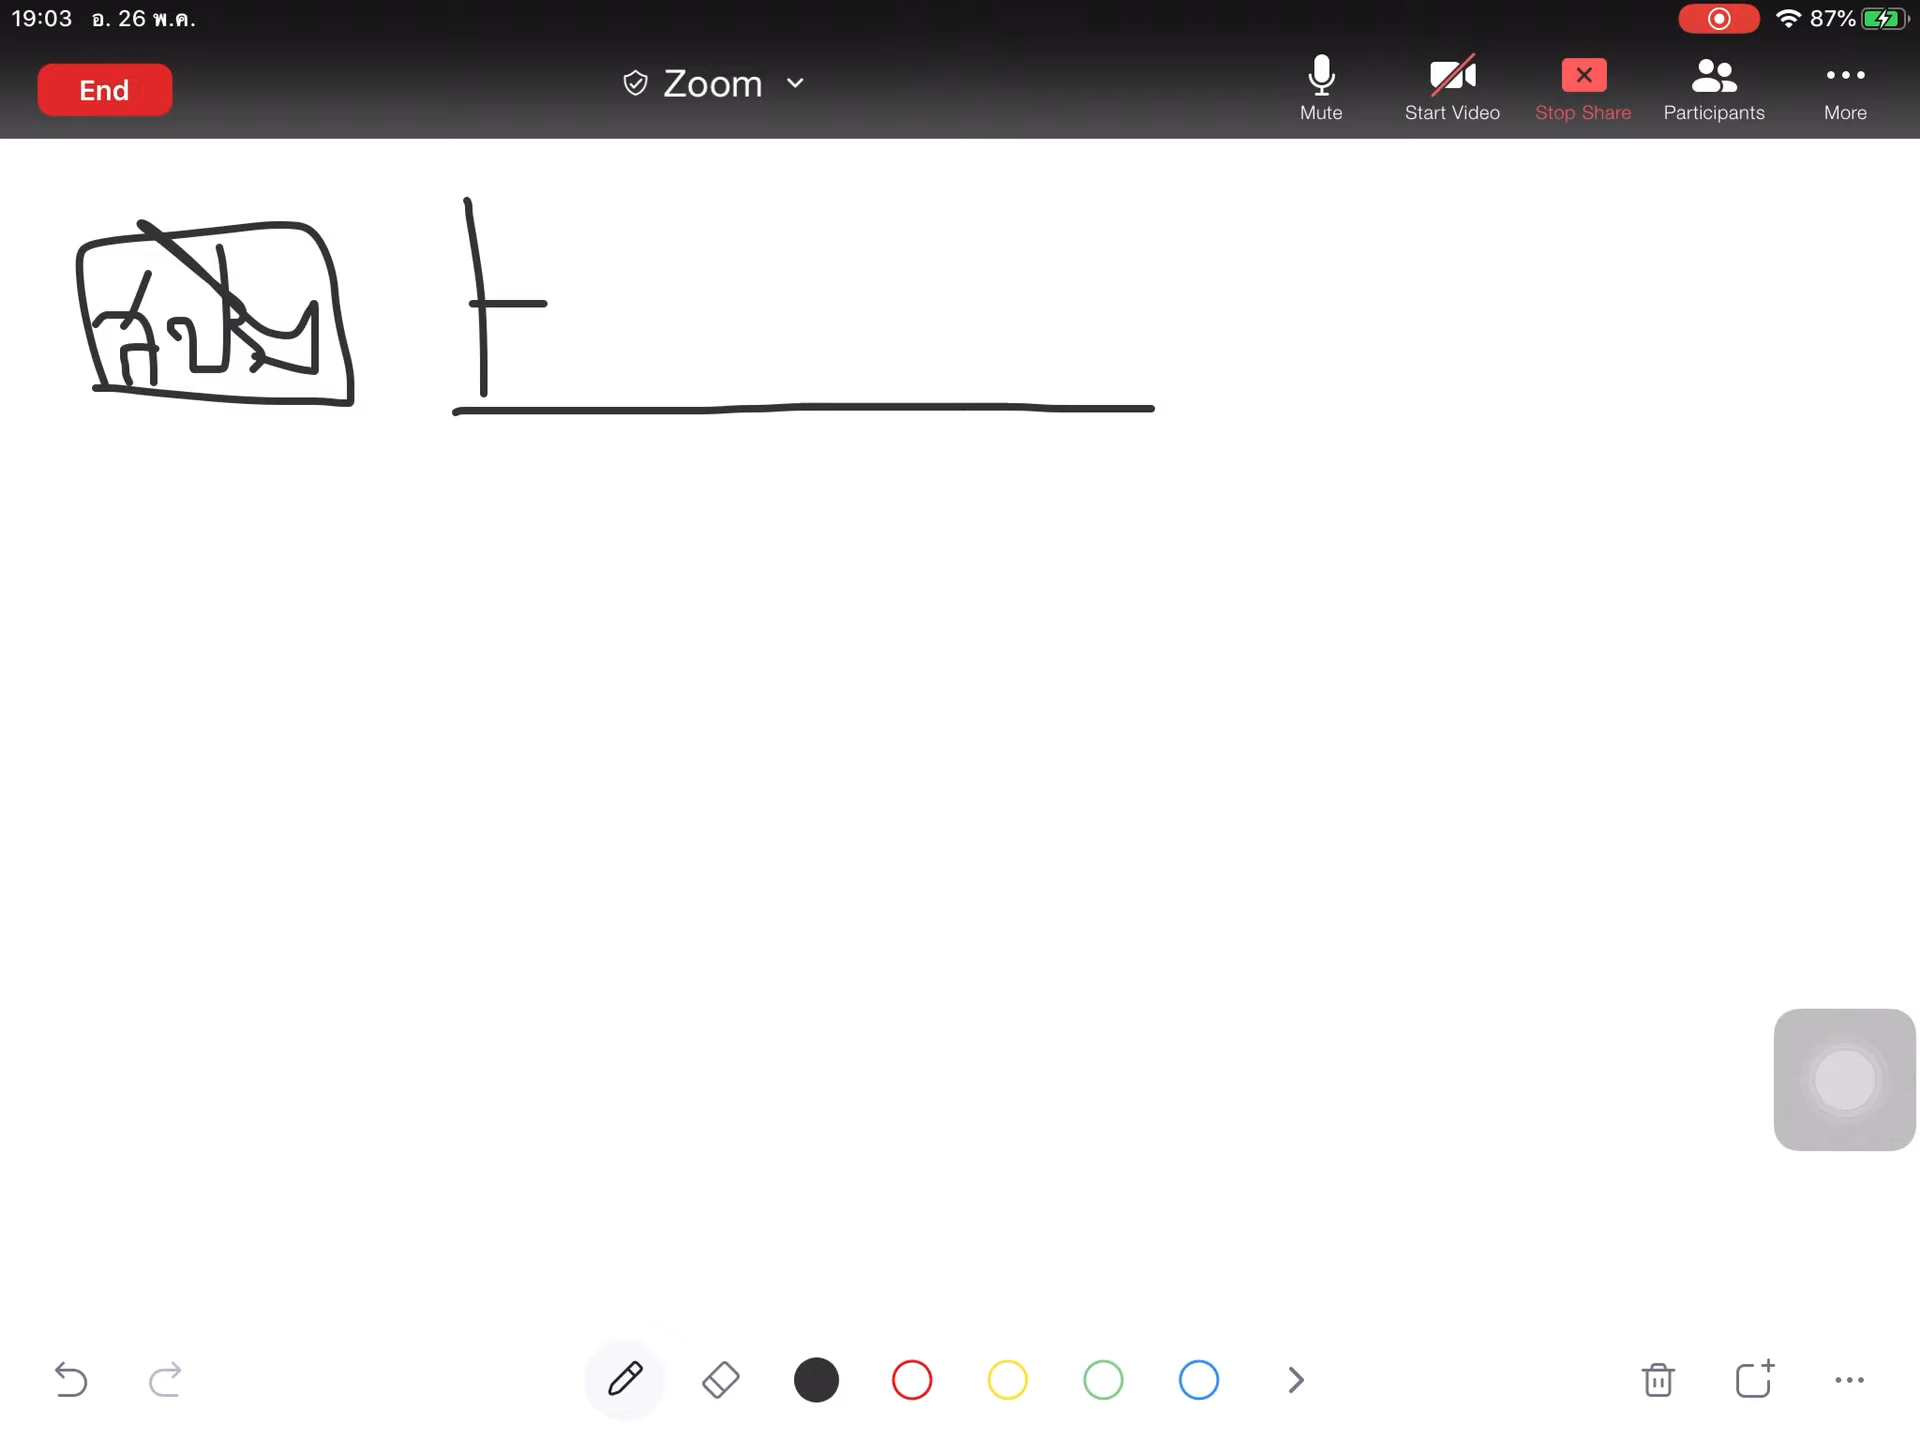 19:03 อ. 26 พ.ค. 87%
End Zoom Mute Start Video Stop Share Participants More